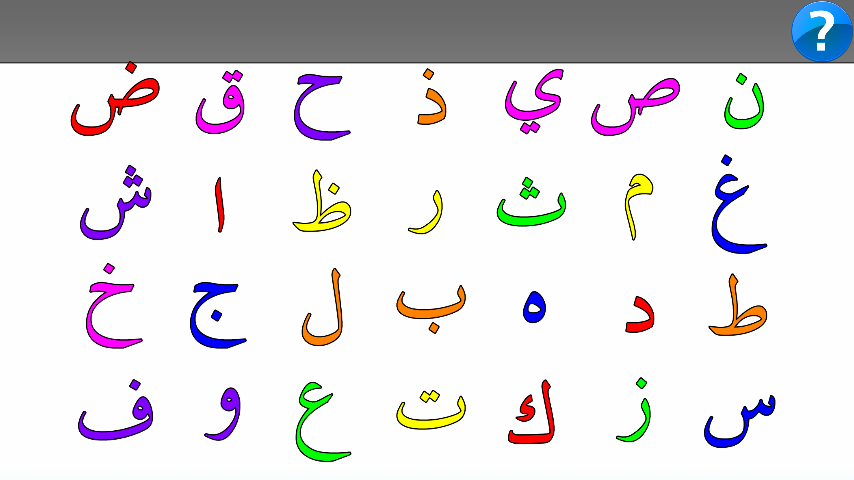 ?
ن ص ي ذ ح ق ض
غ م ث ر ظ ا ش
ط د ه ب ل ج خ
س ز ك ت ع و ف